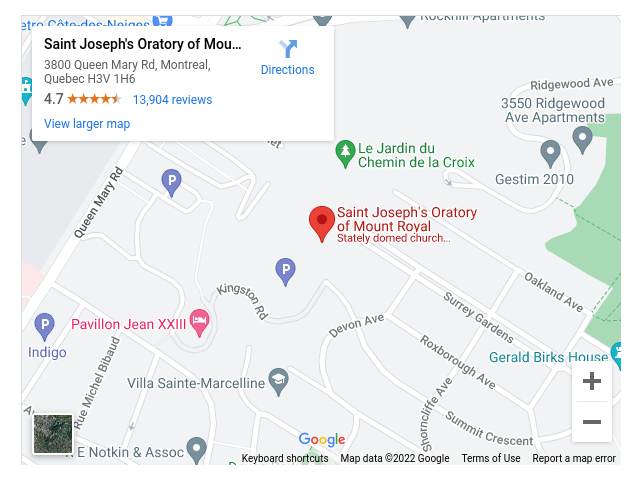 etro Côte-des-Neiges
Rockhill Apartments
Saint Joseph's Oratory of Mou...
3800 Queen Mary Rd, Montreal,
Quebec H3V 1H6
4.7
13,904 reviews
Directions
View larger map
Ridgewood Ave
3550 Ridgewood
Ave Apartments
Gestim 2010
Le Jardin du
Chemin de la Croix
P
Queen Mary Rd
Saint Joseph's Oratory
of Mount Royal
Stately domed church...
P
Kingston Rd
Oakland Ave
Surrey Gardens
P
Indigo
Pavillon Jean XXIII
Devon Ave
Roxborough Ave
Gerald Birks House
Rue Michel Bibaud
Villa Sainte-Marcelline
Shorncliffe Ave
Summit Crescent
R E Notkin & Assoc
Google
Keyboard shortcuts
Map data ©2022 Google
Terms of Use
Report a map error